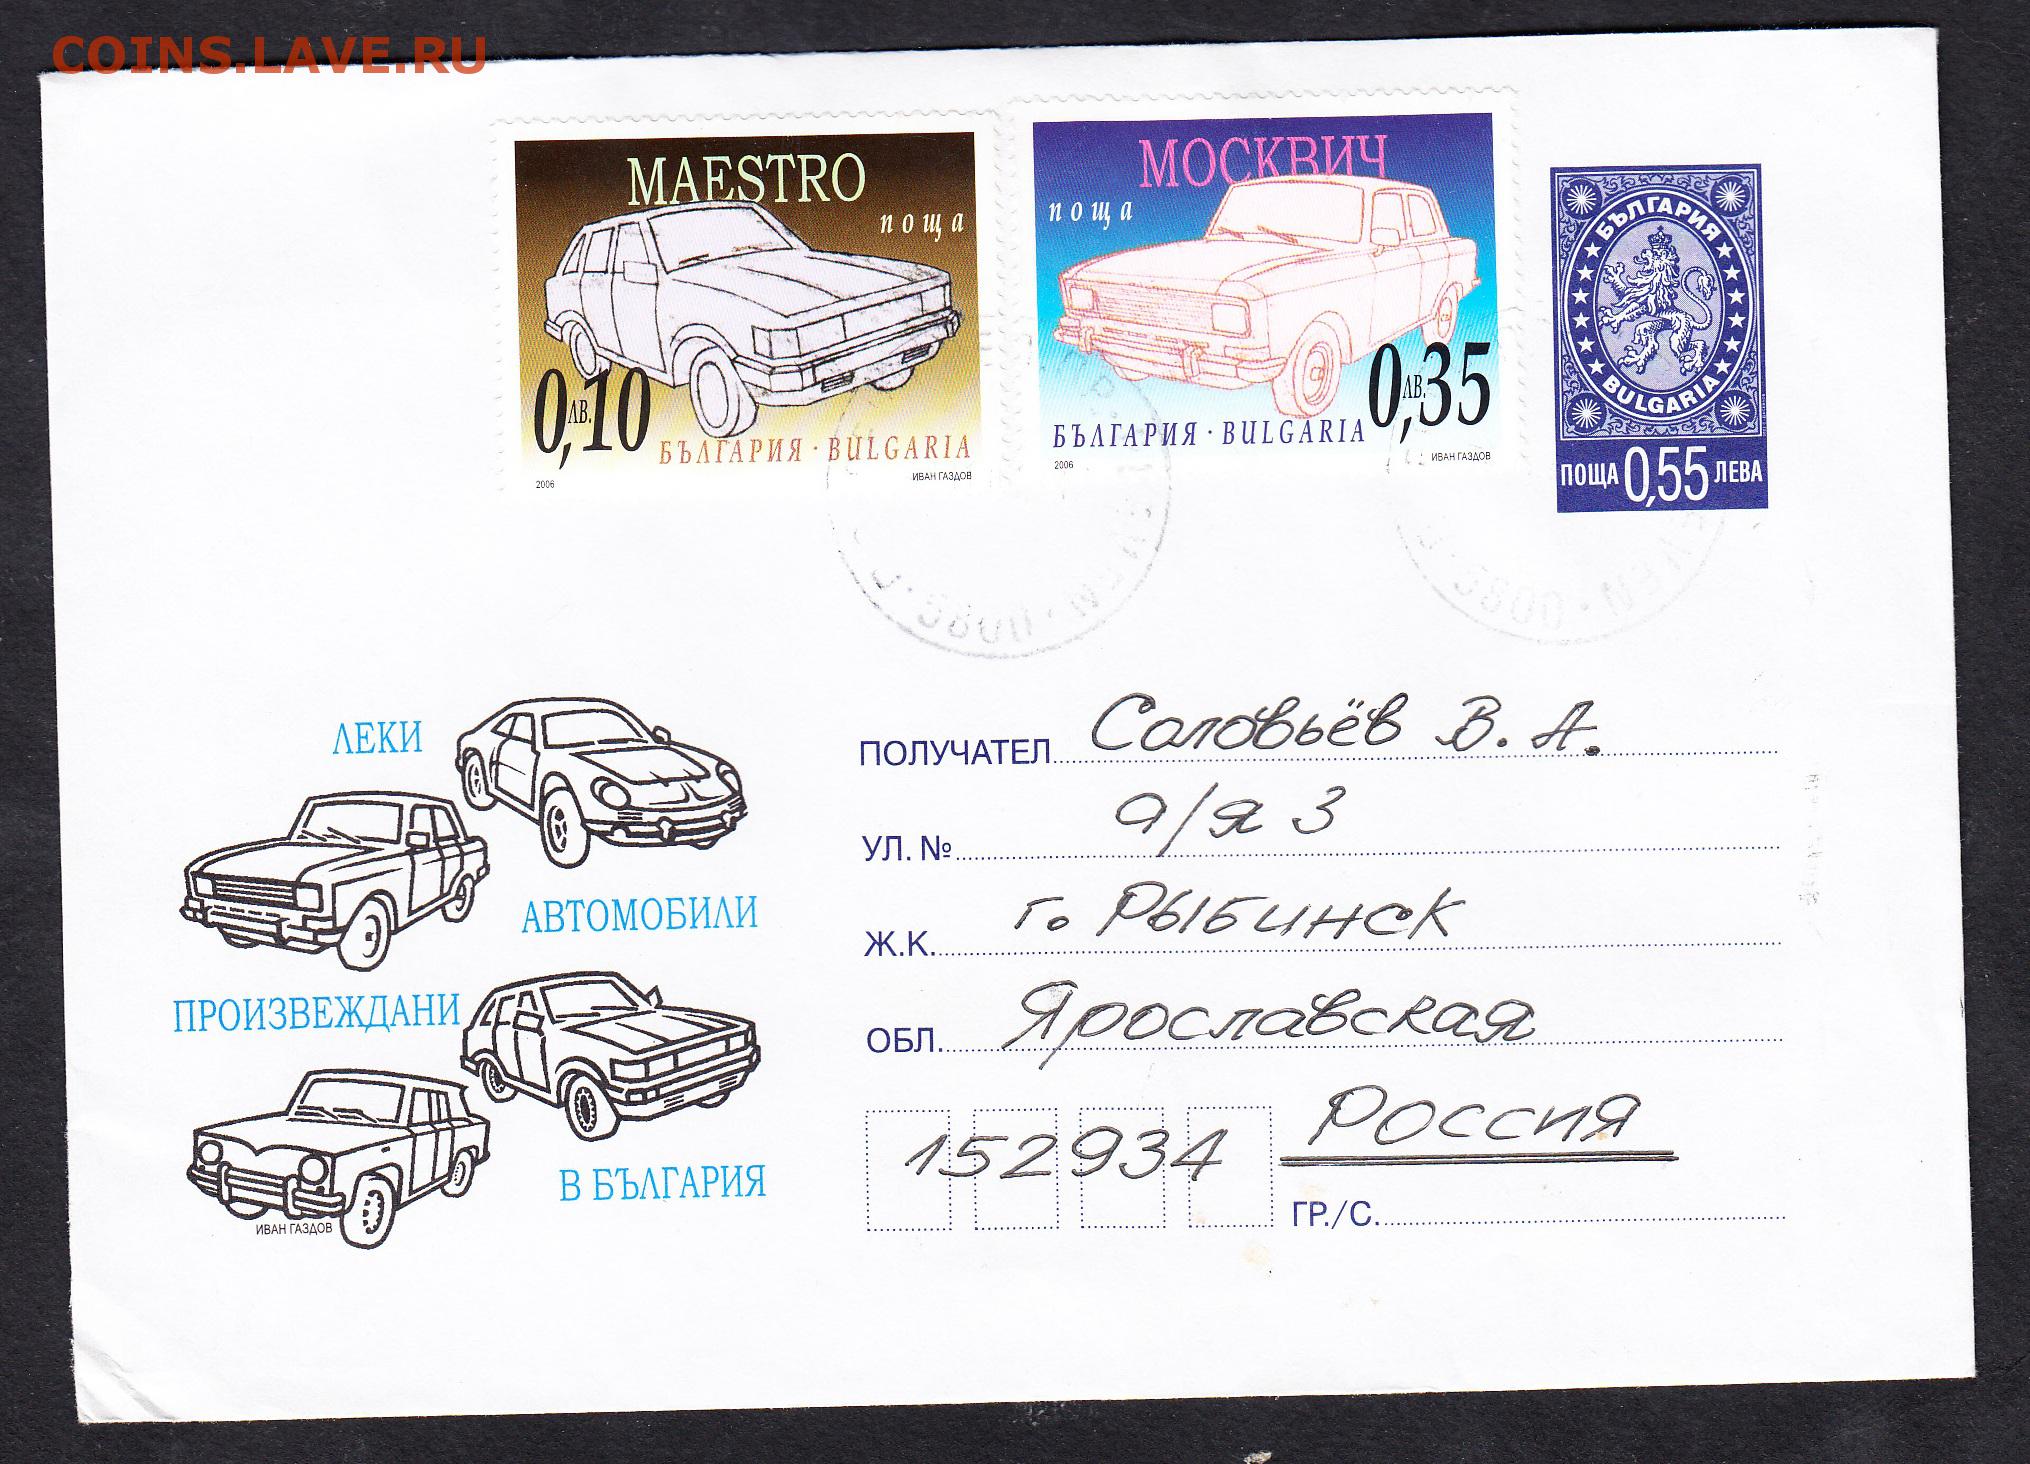 COINS.LAVE.RU
MAESTRO
поща
0,10 ЛВ.
БЪЛГАРИЯ · BULGARIA
2006 ИВАН ГАЗДОВ
МОСКВИЧ
поща
0,35 ЛВ.
БЪЛГАРИЯ · BULGARIA
2006 ИВАН ГАЗДОВ
БЪЛГАРИЯ
BULGARIA
ПОЩА 0,55 ЛЕВА
ЛЕКИ
АВТОМОБИЛИ
ПРОИЗВЕЖДАНИ
В БЪЛГАРИЯ
ИВАН ГАЗДОВ
ПОЛУЧАТЕЛ Соловьёв В. А.
УЛ. № а/я 3
Ж.К. г. Рыбинск
ОБЛ. Ярославская
152934 Россия
ГР./С.